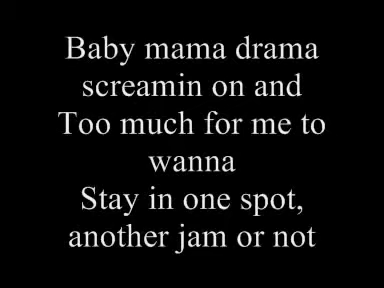 Baby mama drama
screamin on and
Too much for me to
wanna
Stay in one spot,
another jam or not